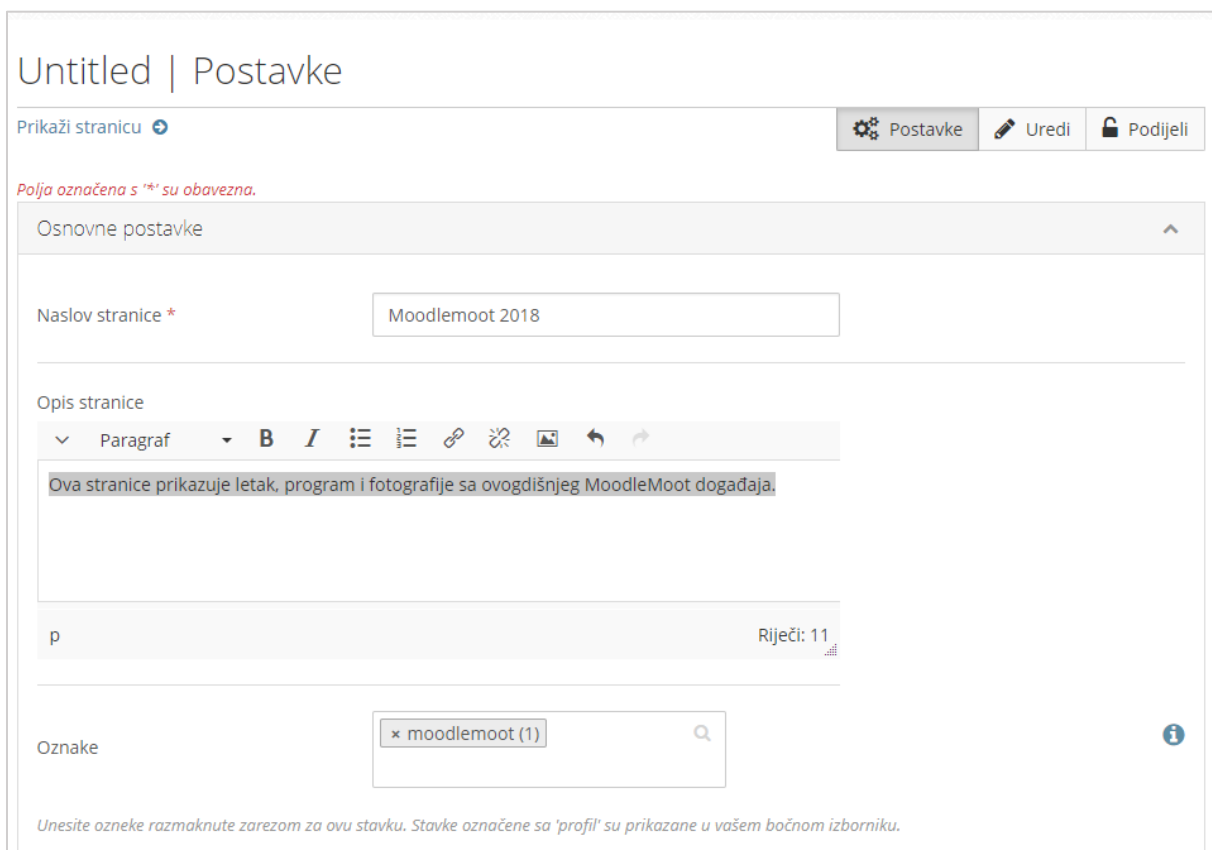 Untitled | Postavke
Prikaži stranicu
Postavke
Uredi
Podijeli
Polja označena s '*' su obavezna.
Osnovne postavke
Naslov stranice *
Moodlemoot 2018
Opis stranice
Paragraf
B I
Ova stranice prikazuje letak, program i fotografije sa ovogdišnjeg MoodleMoot događaja.
p
Riječi: 11
Oznake
× moodlemoot (1)
Unesite ozneke razmaknute zarezom za ovu stavku. Stavke označene sa 'profil' su prikazane u vašem bočnom izborniku.